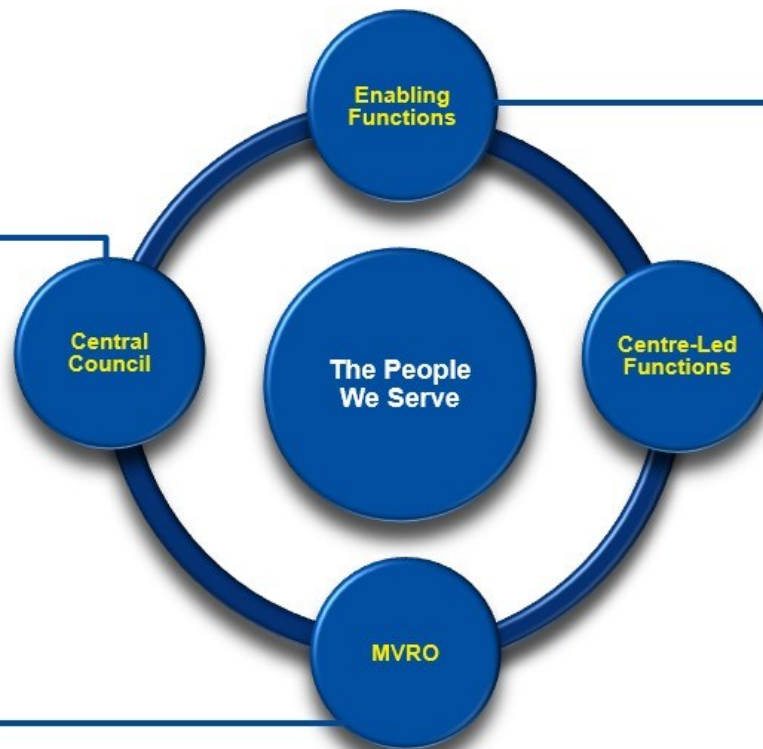 Enabling
Functions
Central
Council
The People
We Serve
Centre-Led
Functions
MVRO